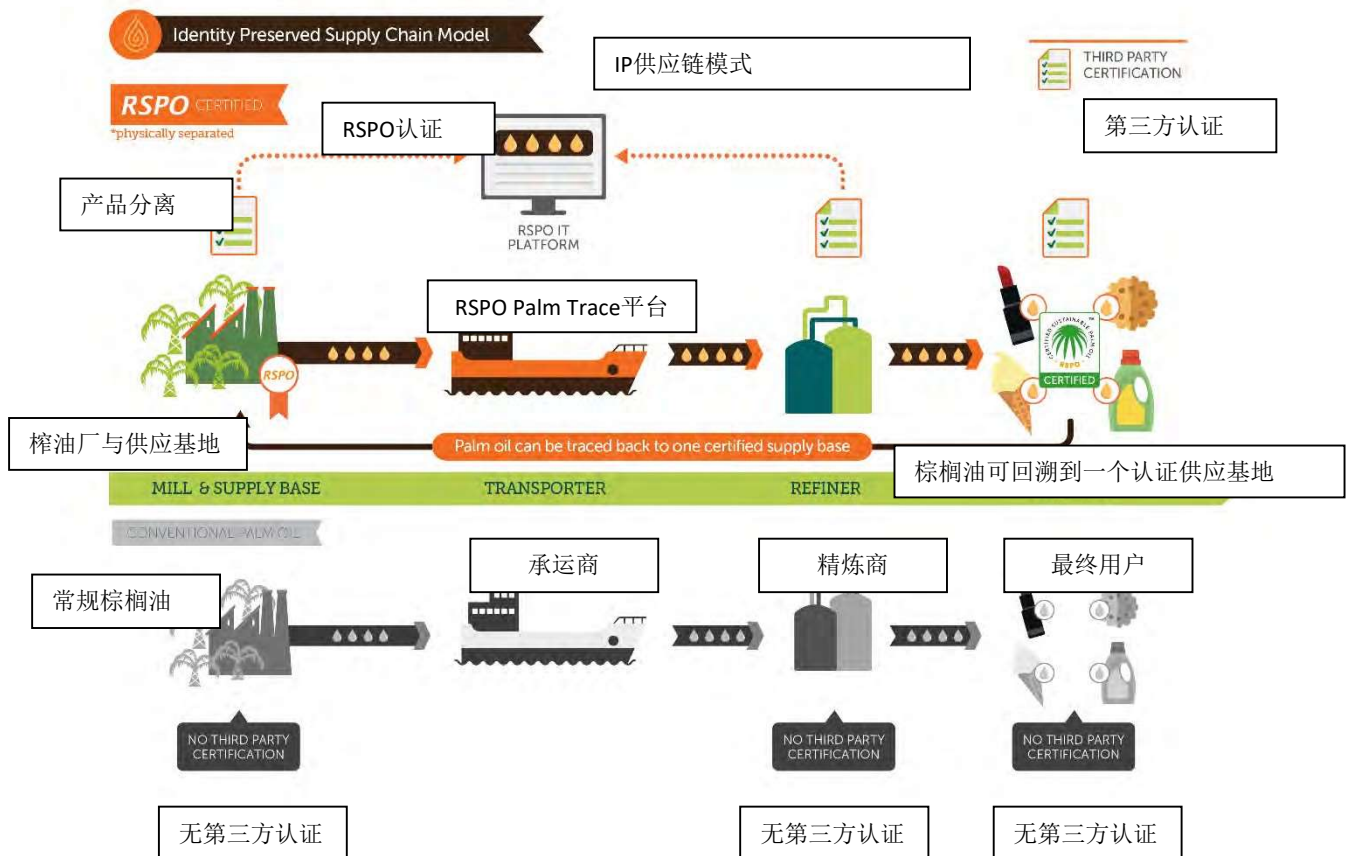 Identity Preserved Supply Chain Model
IP供应链模式
THIRD PARTY
CERTIFICATION
第三方认证
RSPO CERTIFIED
*physically separated
RSPO认证
产品分离
RSPO IT
PLATFORM
RSPO Palm Trace平台
RSPO
CERTIFIED SUSTAINABLE PALM OIL
RSPO
CERTIFIED
榨油厂与供应基地
Palm oil can be traced back to one certified supply base
棕榈油可回溯到一个认证供应基地
MILL & SUPPLY BASE
TRANSPORTER
REFINER
CONVENTIONAL PALM OIL
常规棕榈油
承运商
精炼商
最终用户
NO THIRD PARTY
CERTIFICATION
NO THIRD PARTY
CERTIFICATION
NO THIRD PARTY
CERTIFICATION
无第三方认证
无第三方认证
无第三方认证